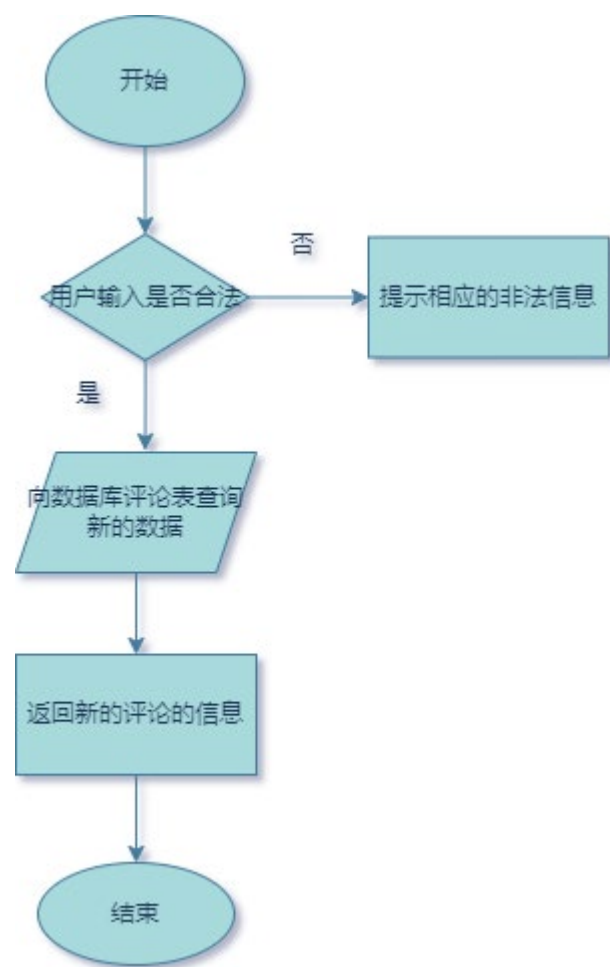 开始
否
用户输入是否合法
提示相应的非法信息
是
向数据库评论表查询
新的数据
返回新的评论的信息
结束